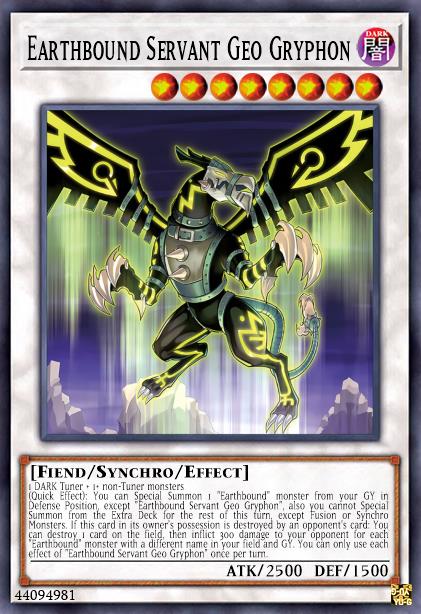 Earthbound Servant Geo Gryphon
DARK
闇
[Fiend/Synchro/Effect]
1 DARK Tuner + 1+ non-Tuner monsters
(Quick Effect): You can Special Summon 1 "Earthbound" monster from your GY in
Defense Position, except "Earthbound Servant Geo Gryphon", also you cannot Special
Summon from the Extra Deck for the rest of this turn, except Fusion or Synchro
Monsters. If this card in its owner's possession is destroyed by an opponent's card: You
can destroy 1 card on the field, then inflict 300 damage to your opponent for each
"Earthbound" monster with a different name in your field and GY. You can only use each
effect of "Earthbound Servant Geo Gryphon" once per turn.
ATK/2500 DEF/1500
44094981